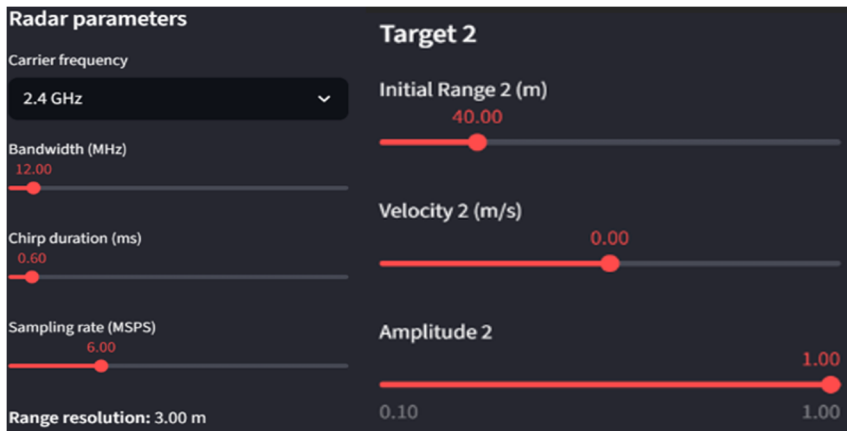 Radar parameters
Carrier frequency
2.4 GHz
Bandwidth (MHz)
12.00
Chirp duration (ms)
0.60
Sampling rate (MSPS)
6.00
Range resolution: 3.00 m
Target 2
Initial Range 2 (m)
40.00
Velocity 2 (m/s)
0.00
Amplitude 2
1.00
0.10 1.00